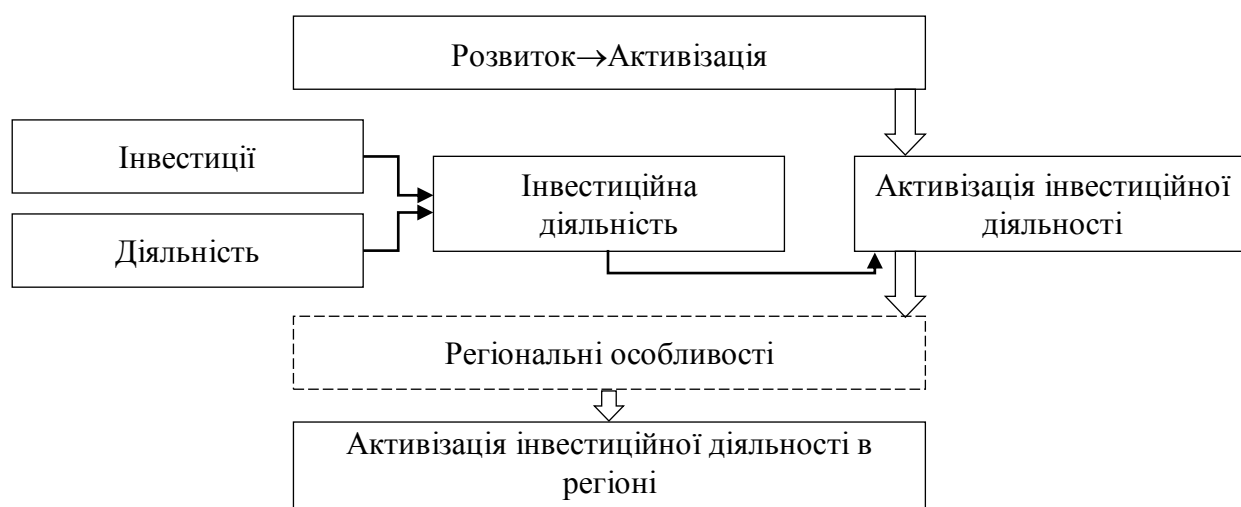 Розвиток→Активізація
Інвестиції
Діяльність
Інвестиційна
діяльність
Активізація інвестиційної
діяльності
Регіональні особливості
Активізація інвестиційної діяльності в
регіоні